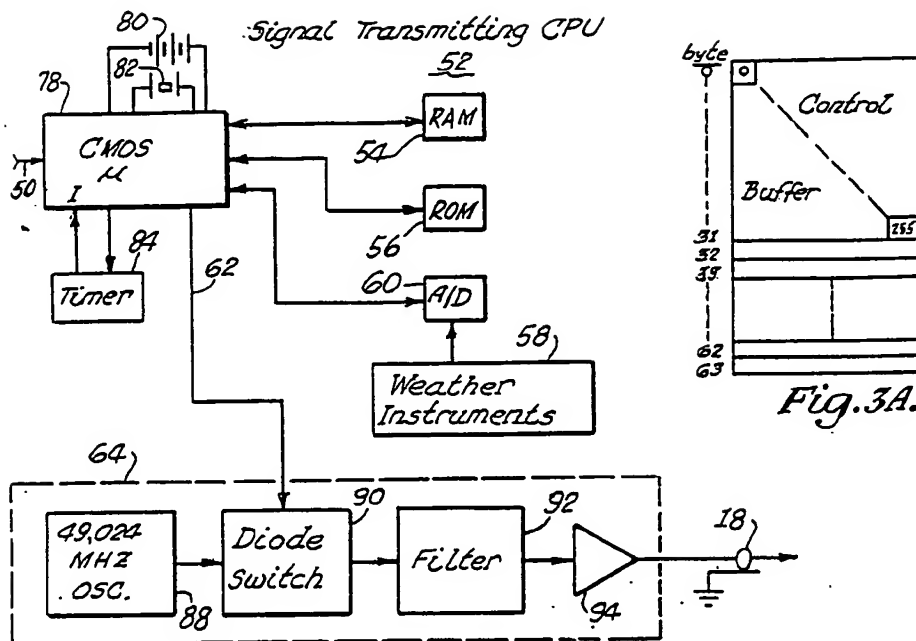 Signal Transmitting CPU
52
80
82
78
CMOS
μ
I
50
84
Timer
62
RAM
54
ROM
56
60
A/D
58
Weather
Instruments
byte
0
0
Control
Buffer
255
31
32
39
62
63
Fig.3A.
64
49,024
MHZ
OSC.
88
90
Diode
Switch
92
Filter
94
18